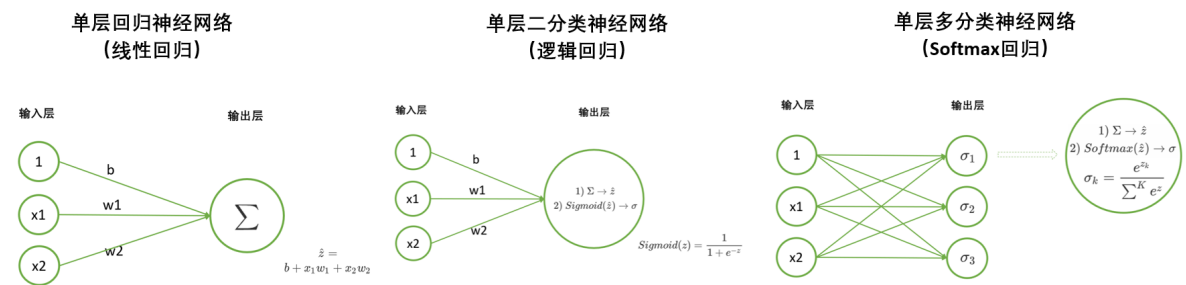 单层回归神经网络
(线性回归)
输入层
输出层
1
x1
x2
b
w1
w2
∑
ẑ =
b + x₁w₁ + x₂w₂
单层二分类神经网络
(逻辑回归)
输入层
输出层
1
x1
x2
b
w1
w2
1) Σ → ẑ
2) Sigmoid(ẑ) → σ
Sigmoid(z) = 1 / (1 + e⁻ᶻ)
单层多分类神经网络
(Softmax回归)
输入层
输出层
1
x1
x2
σ₁
σ₂
σ₃
1) Σ → ẑ
2) Softmax(ẑ) → σ
σₖ = e^{zₖ} / ∑^K e^z